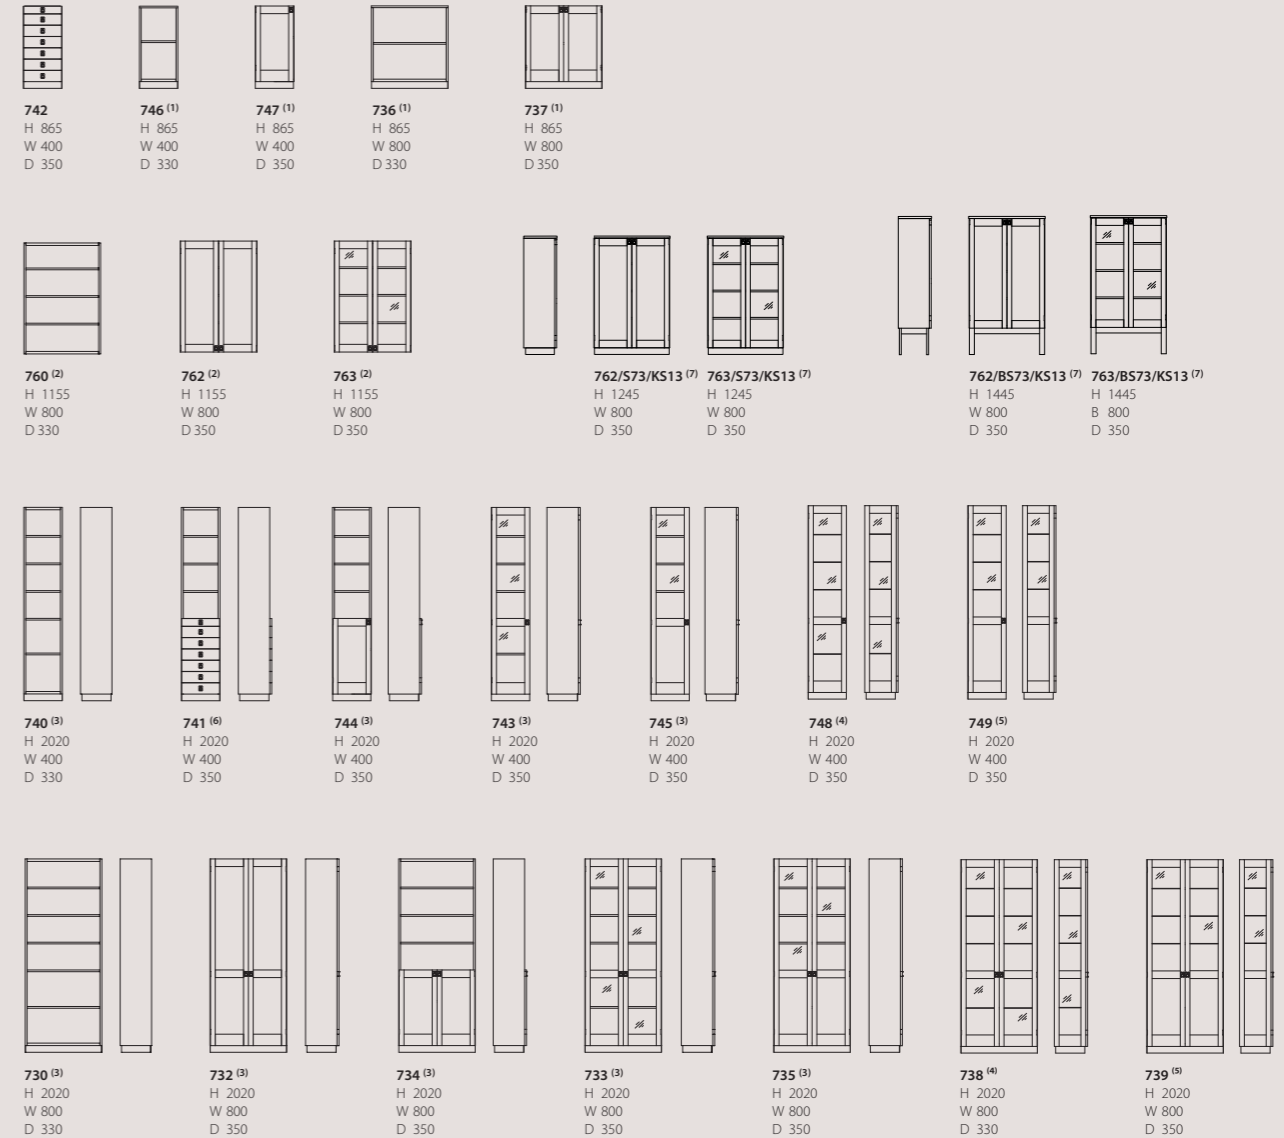 742
H 865
W 400
D 350
746 (1)
H 865
W 400
D 330
747 (1)
H 865
W 400
D 350
736 (1)
H 865
W 800
D 330
737 (1)
H 865
W 800
D 350
760 (2)
H 1155
W 800
D 330
762 (2)
H 1155
W 800
D 350
763 (2)
H 1155
W 800
D 350
762/S73/KS13 (7)
H 1245
W 800
D 350
763/S73/KS13 (7)
H 1245
W 800
D 350
762/BS73/KS13 (7)
H 1445
W 800
D 350
763/BS73/KS13 (7)
H 1445
B 800
D 350
740 (3)
H 2020
W 400
D 330
741 (6)
H 2020
W 400
D 350
744 (3)
H 2020
W 400
D 350
743 (3)
H 2020
W 400
D 350
745 (3)
H 2020
W 400
D 350
748 (4)
H 2020
W 400
D 350
749 (5)
H 2020
W 400
D 350
730 (3)
H 2020
W 800
D 330
732 (3)
H 2020
W 800
D 350
734 (3)
H 2020
W 800
D 350
733 (3)
H 2020
W 800
D 350
735 (3)
H 2020
W 800
D 350
738 (4)
H 2020
W 800
D 330
739 (5)
H 2020
W 800
D 350